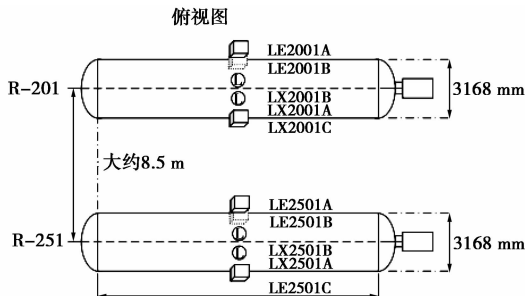 俯视图
LE2001A
LE2001B
R-201
LX2001B
LX2001A
LX2001C
3168 mm
大约8.5 m
LE2501A
LE2501B
R-251
LX2501B
LX2501A
LE2501C
3168 mm